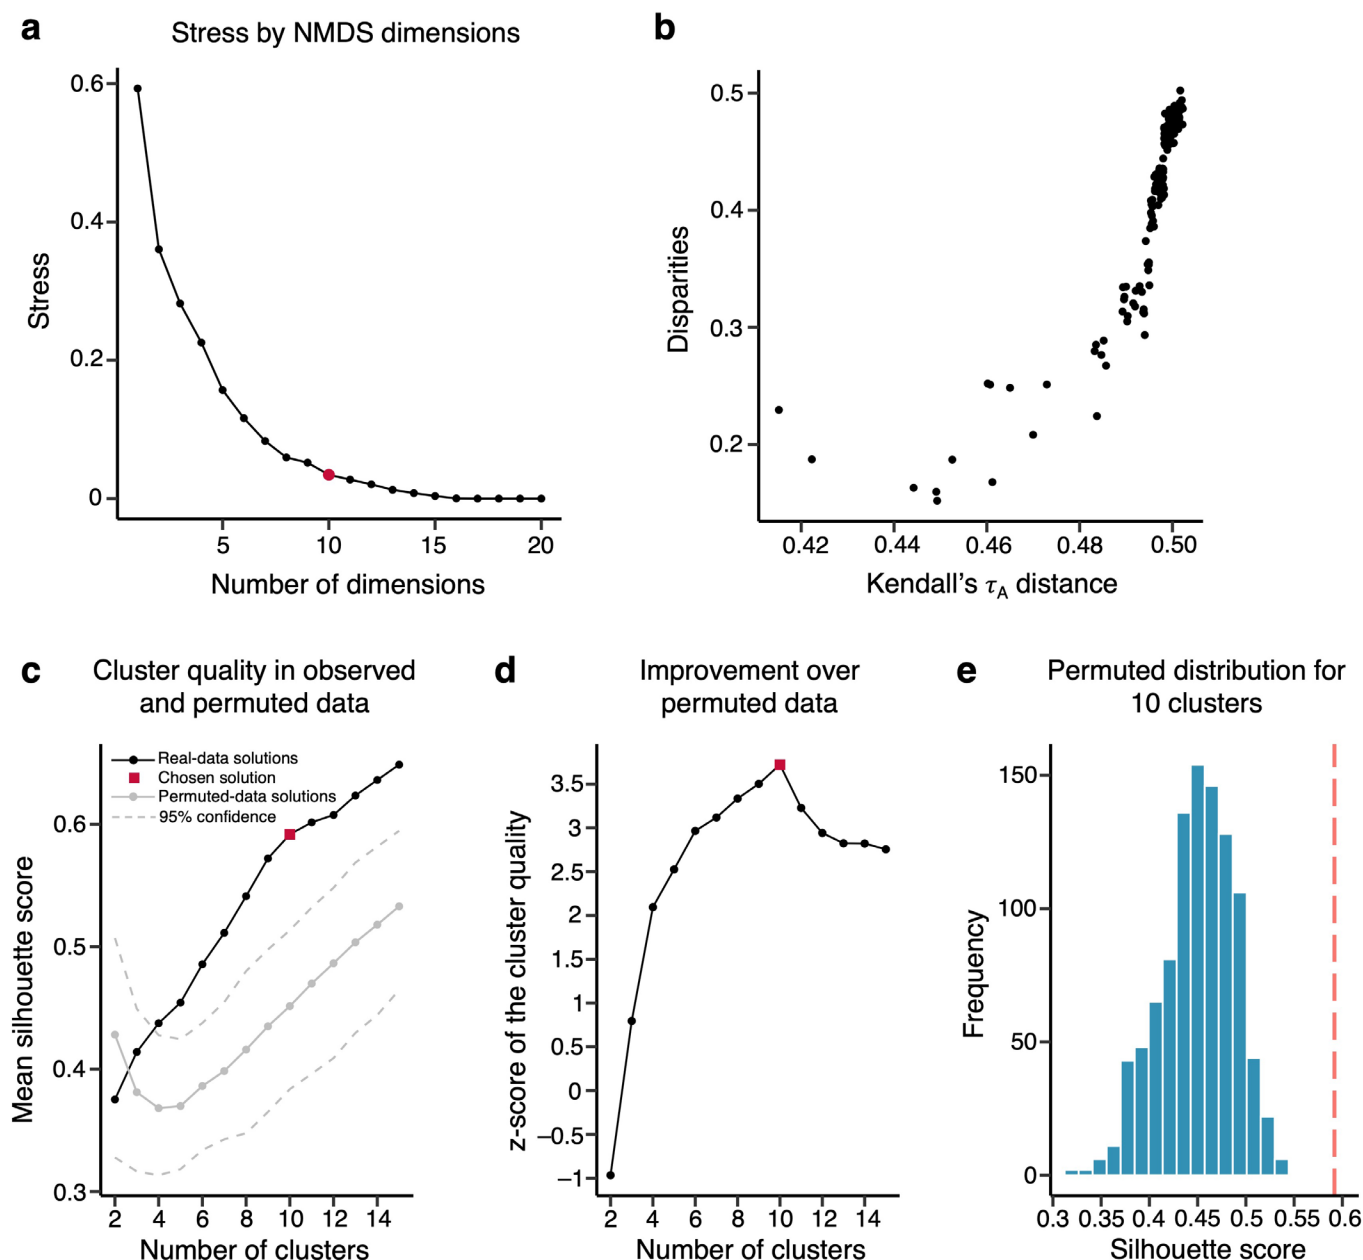 a
Stress by NMDS dimensions
0.6
0.4
0.2
0
Stress
5 10 15 20
Number of dimensions
b
0.5
0.4
0.3
0.2
Disparities
0.42 0.44 0.46 0.48 0.50
Kendall's τA distance
c
Cluster quality in observed
and permuted data
Real-data solutions
Chosen solution
Permuted-data solutions
95% confidence
0.6
0.5
0.4
0.3
Mean silhouette score
2 4 6 8 10 12 14
Number of clusters
d
Improvement over
permuted data
3.5
3
2.5
2
1.5
1
0.5
0
−0.5
−1
z-score of the cluster quality
2 4 6 8 10 12 14
Number of clusters
e
Permuted distribution for
10 clusters
150
100
50
0
Frequency
0.3 0.35 0.4 0.45 0.5 0.55 0.6
Silhouette score